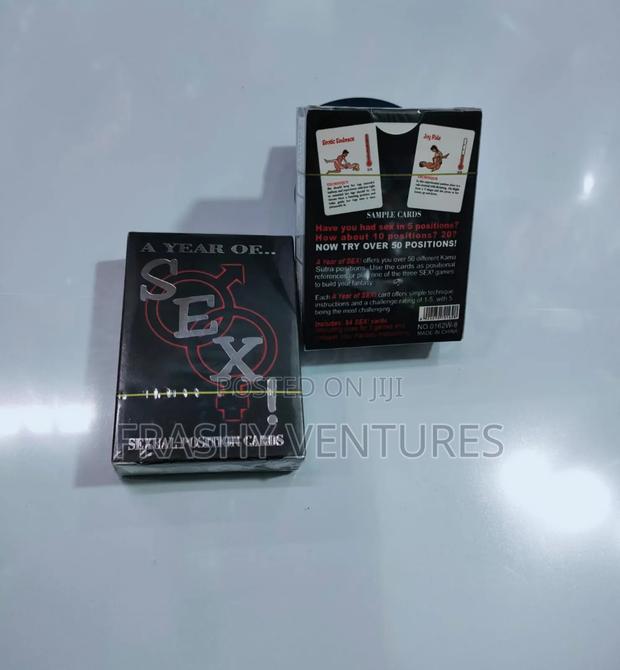 A YEAR OF...
SEX!
SEXUAL POSITION CARDS
Erotic Embrace
Joy Ride
SAMPLE CARDS
Have you had sex in 5 positions?
How about 10 positions? 20?
NOW TRY OVER 50 POSITIONS!
A Year of SEX! offers you over 50 different Kama
Sutra positions. Use the cards as positional
references or play one of the three SEX! games
to build your fantasy.
Each A Year of SEX! card offers simple technique
instructions and a challenge rating of 1-5, with 5
being the most challenging.
Includes: 54 SEX! cards
NO.0162W-8
MADE IN CHINA
POSTED ON JIJI
FRASHY VENTURES